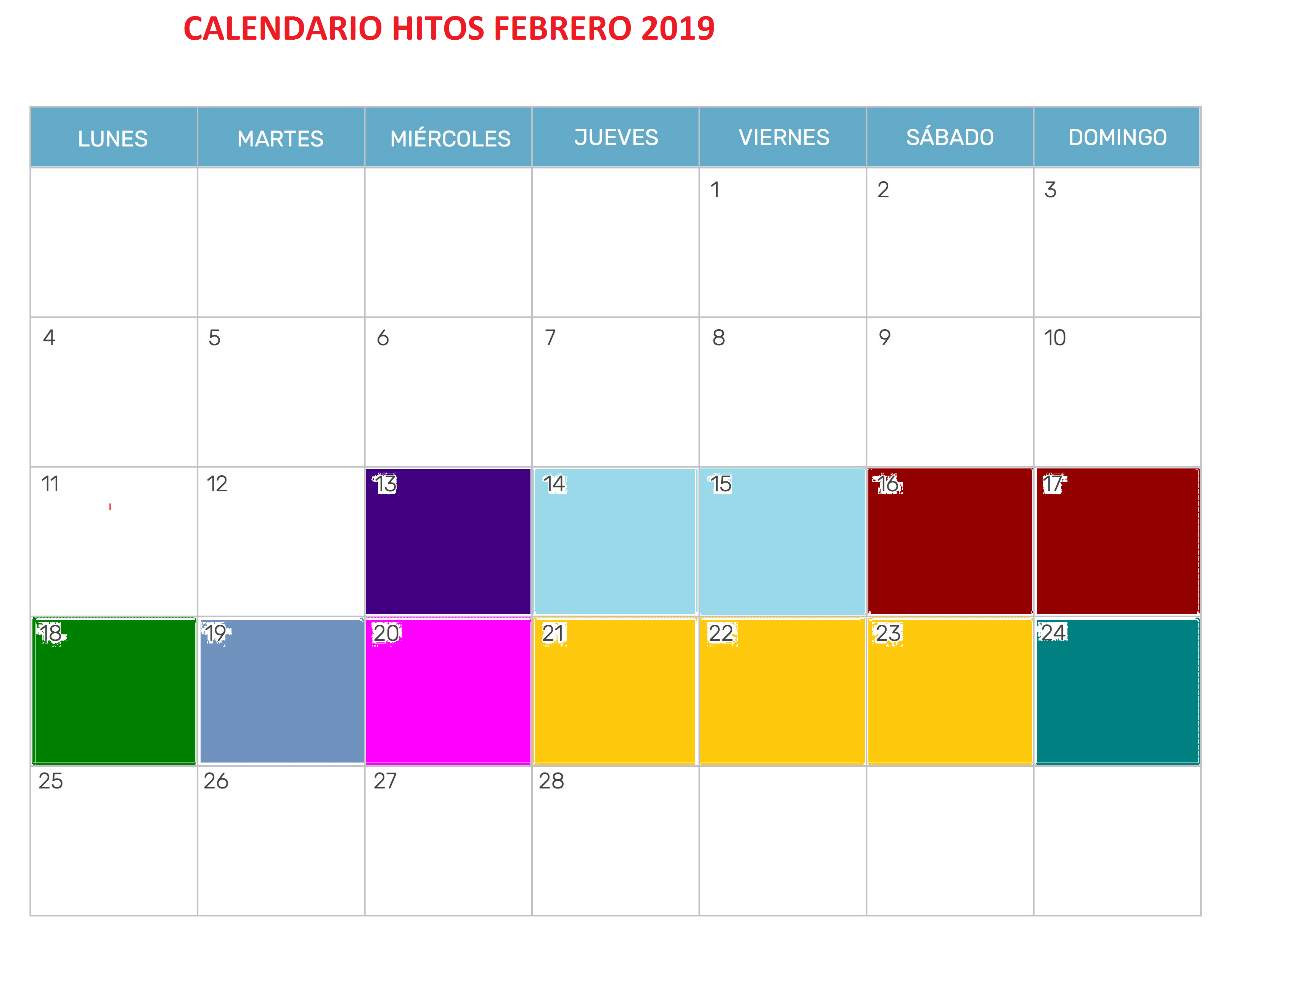 CALENDARIO HITOS FEBRERO 2019
LUNES MARTES MIÉRCOLES JUEVES VIERNES SÁBADO DOMINGO
1 2 3
4 5 6 7 8 9 10
11 12 13 14 15 16 17
18 19 20 21 22 23 24
25 26 27 28